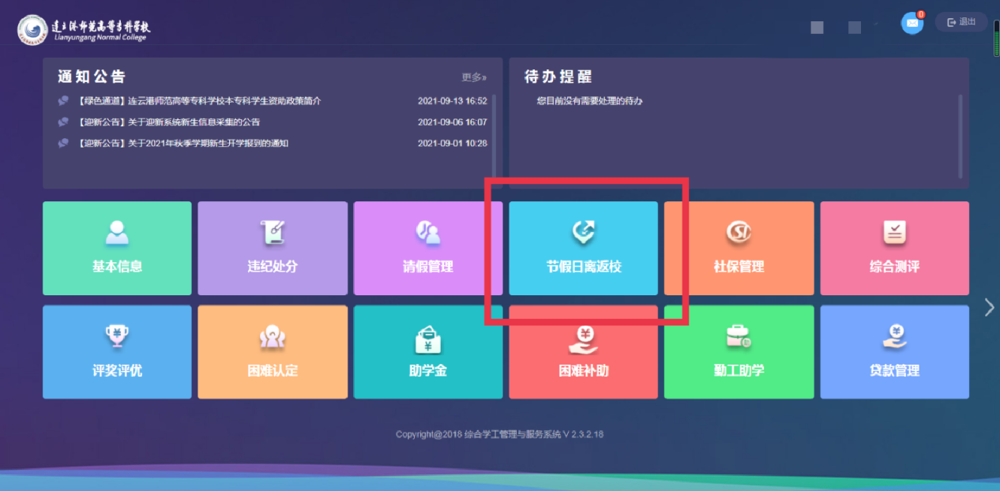 连云港师范高等专科学校
Lianyungang Normal College
0
退出
通知公告
更多»
【绿色通道】连云港师范高等专科学校本专科学生资助政策简介
2021-09-13 16:52
【迎新公告】关于迎新系统新生信息采集的公告
2021-09-06 16:07
【迎新公告】关于2021年秋季学期新生开学报到的通知
2021-09-01 10:28
待办提醒
您目前没有需要处理的待办
基本信息
违纪处分
请假管理
节假日离返校
社保管理
综合测评
评奖评优
困难认定
助学金
困难补助
勤工助学
贷款管理
Copyright@2016 综合学工管理与服务系统 V 2.3.2.18